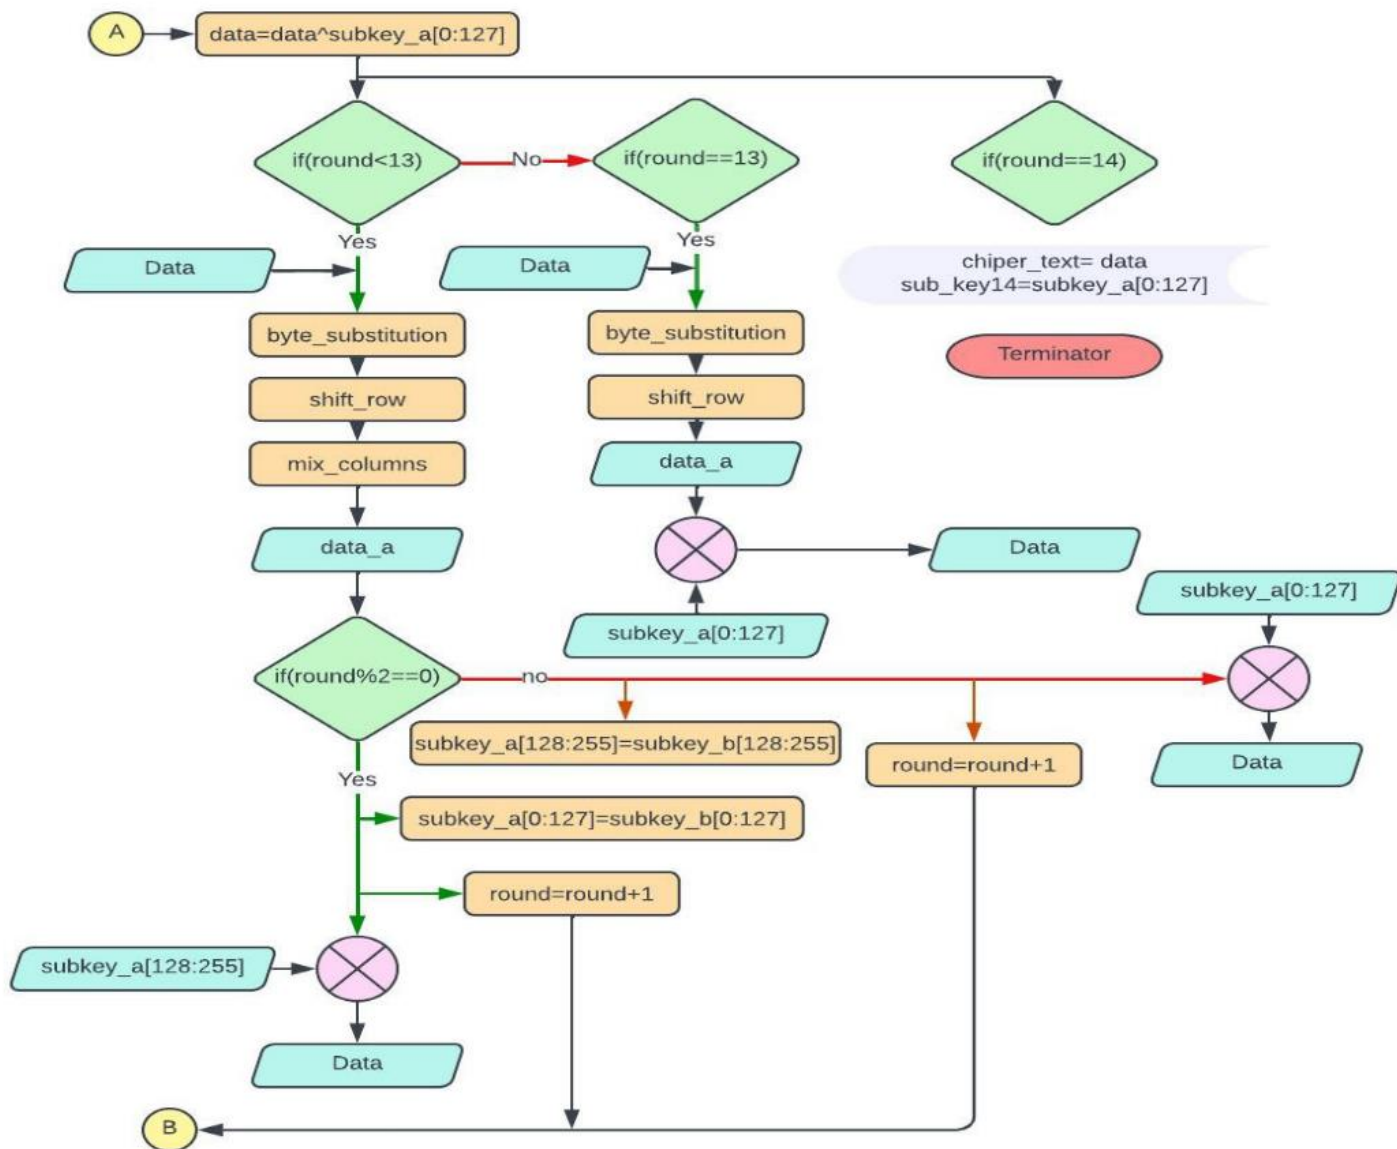 A
data=data^subkey_a[0:127]
if(round<13)
No
if(round==13)
if(round==14)
Yes
Yes
Data
Data
chiper_text= data
sub_key14=subkey_a[0:127]
byte_substitution
byte_substitution
Terminator
shift_row
shift_row
mix_columns
data_a
data_a
Data
subkey_a[0:127]
subkey_a[0:127]
if(round%2==0)
no
subkey_a[128:255]=subkey_b[128:255]
round=round+1
Data
Yes
subkey_a[0:127]=subkey_b[0:127]
round=round+1
subkey_a[128:255]
Data
B